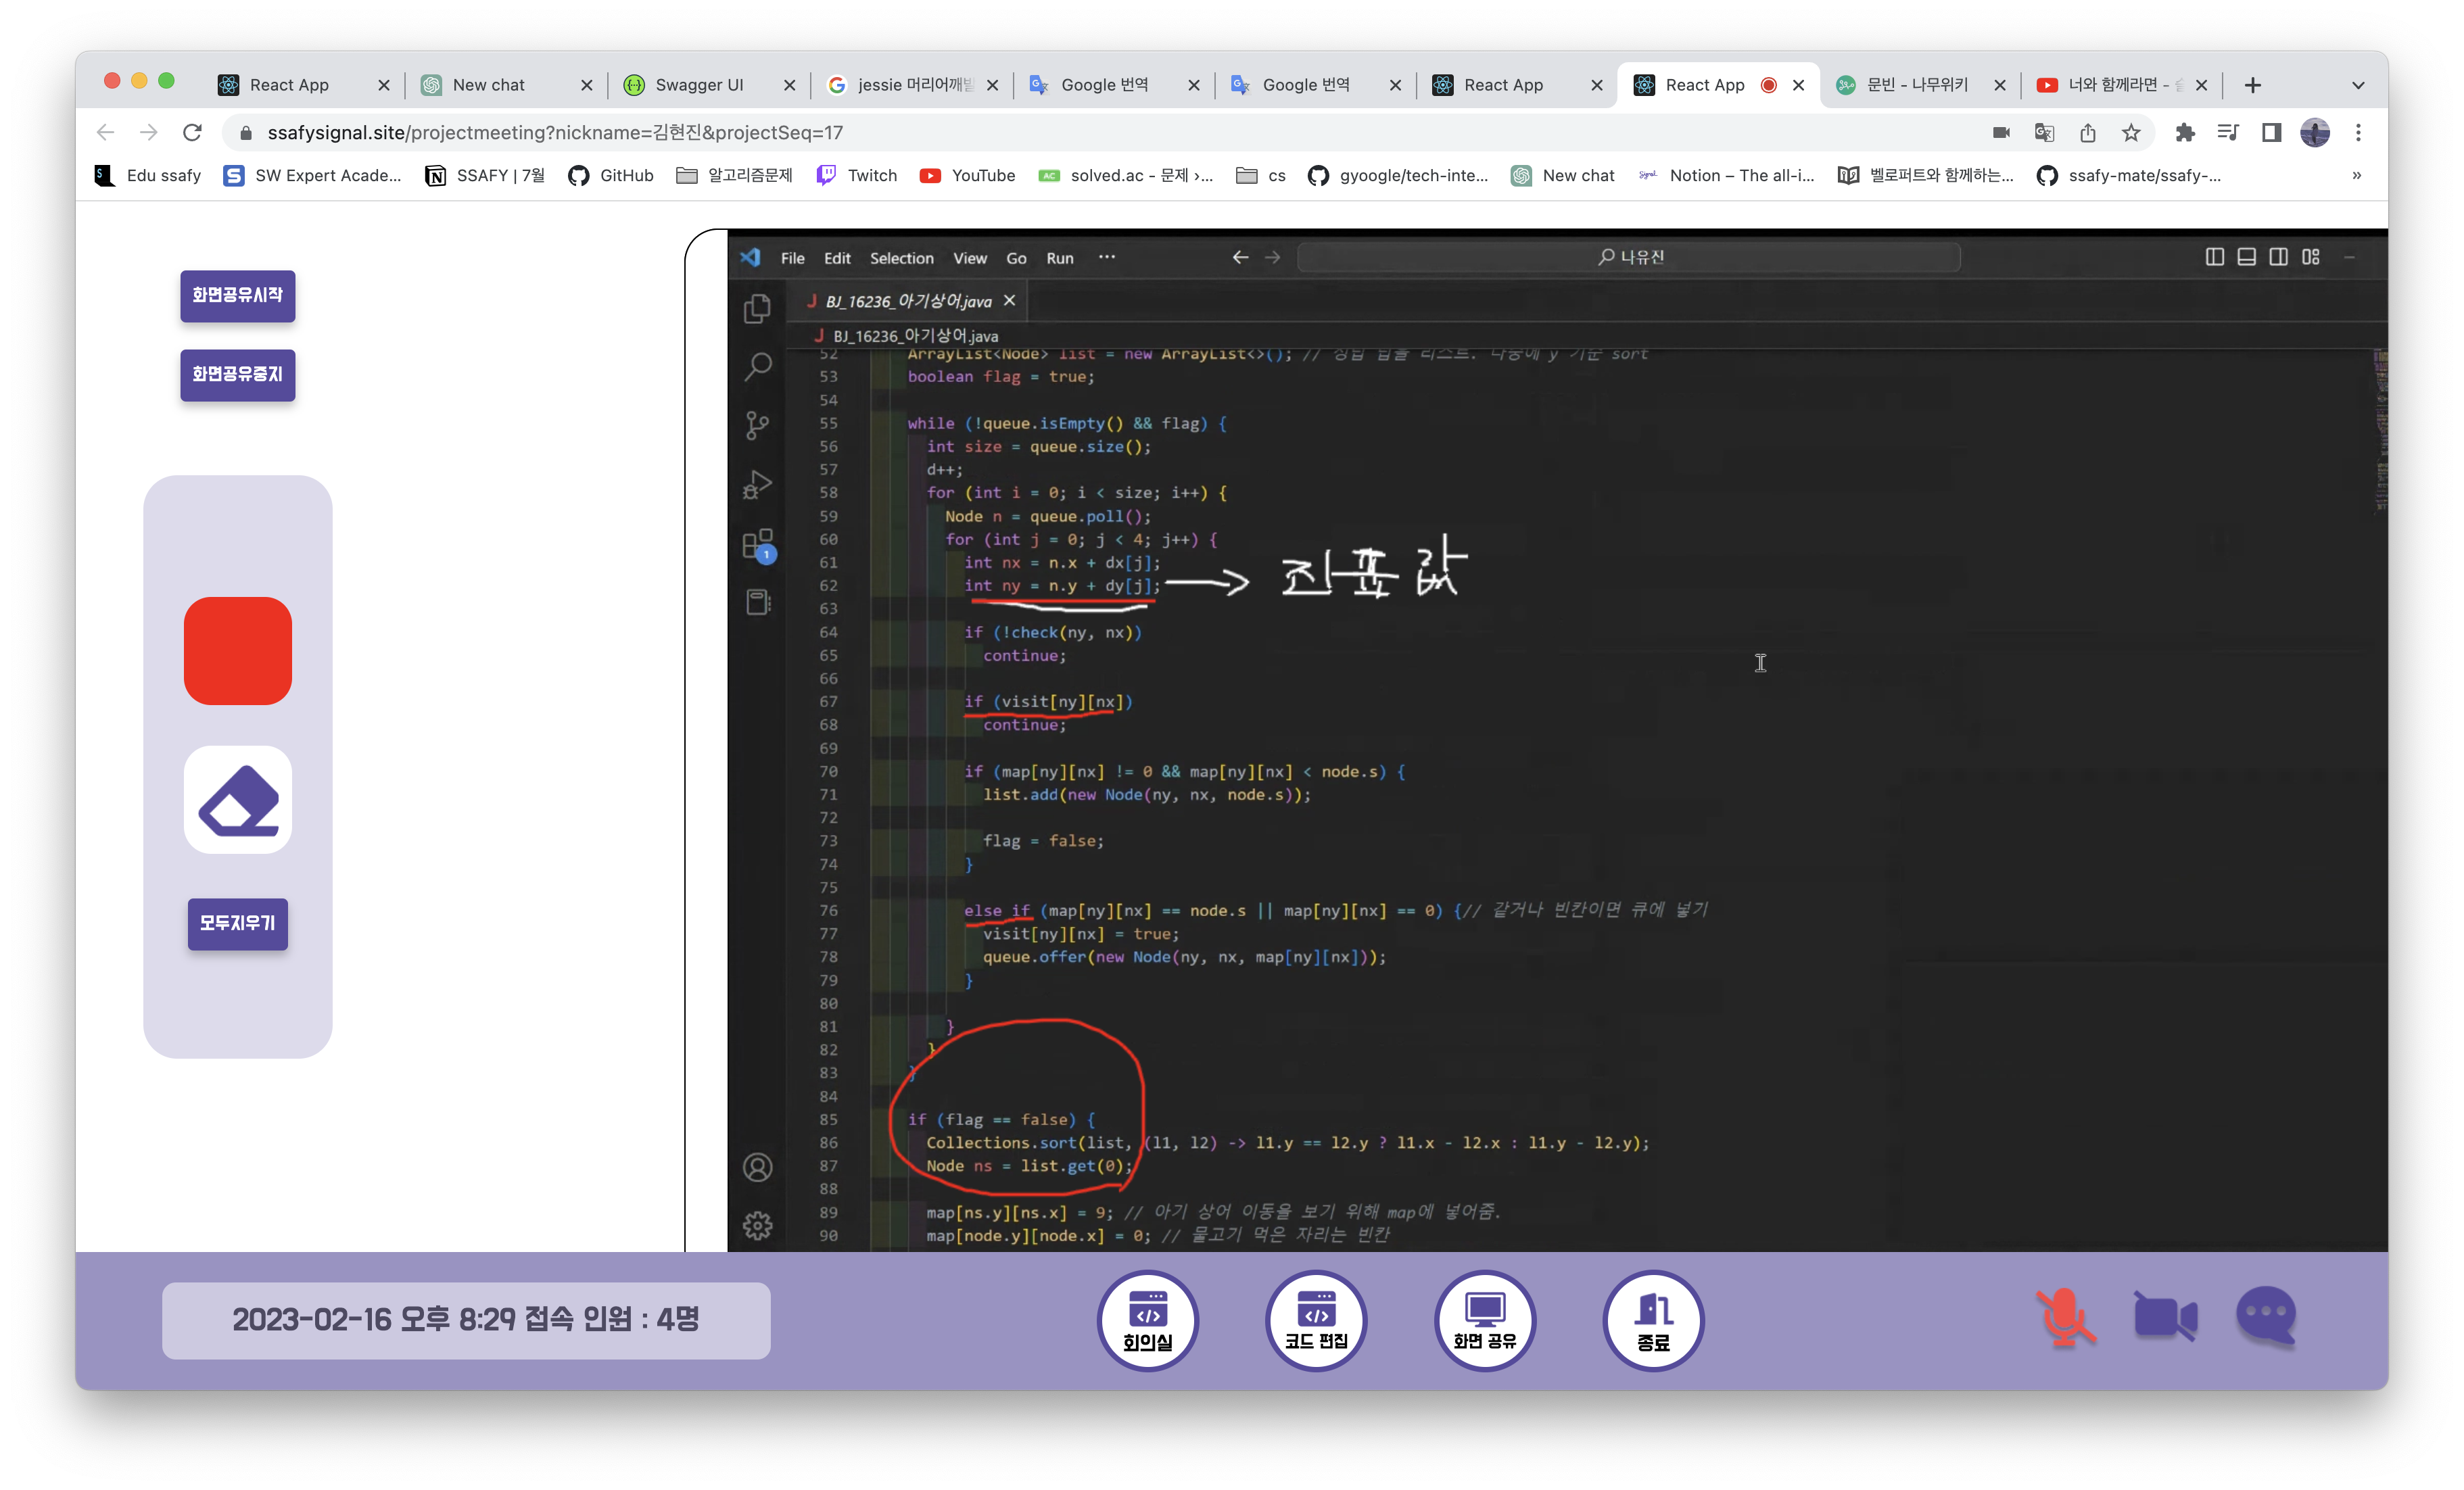 React App
New chat
Swagger UI
jessie 머리어깨
Google 번역
Google 번역
React App
React App
문빈 - 나무위키
너와 함께라면 -
ssafysignal.site/projectmeeting?nickname=김현진&projectSeq=17
Edu ssafy
SW Expert Acade...
SSAFY | 7월
GitHub
알고리즘문제
Twitch
YouTube
solved.ac - 문제 ›...
cs
gyoogle/tech-inte...
New chat
Notion – The all-i...
벨로퍼트와 함께하는...
ssafy-mate/ssafy-...
»
화면공유시작
화면공유중지
모두지우기
File Edit Selection View Go Run ···
나유진
J BJ_16236_아기상어.java
J BJ_16236_아기상어.java
1
52 ArrayList<Node> list = new ArrayList<>(); // 정답 답을 리스트. 나중에 y 기준 sort
53 boolean flag = true;
54
55 while (!queue.isEmpty() && flag) {
56 int size = queue.size();
57 d++;
58 for (int i = 0; i < size; i++) {
59 Node n = queue.poll();
60 for (int j = 0; j < 4; j++) {
61 int nx = n.x + dx[j];
62 int ny = n.y + dy[j];
좌표 값
63
64 if (!check(ny, nx))
65 continue;
66
67 if (visit[ny][nx])
68 continue;
69
70 if (map[ny][nx] != 0 && map[ny][nx] < node.s) {
71 list.add(new Node(ny, nx, node.s));
72
73 flag = false;
74 }
75
76 else if (map[ny][nx] == node.s || map[ny][nx] == 0) {// 같거나 빈칸이면 큐에 넣기
77 visit[ny][nx] = true;
78 queue.offer(new Node(ny, nx, map[ny][nx]));
79 }
80
81 }
82 }
83 }
84
85 if (flag == false) {
86 Collections.sort(list, (l1, l2) -> l1.y == l2.y ? l1.x - l2.x : l1.y - l2.y);
87 Node ns = list.get(0);
88
89 map[ns.y][ns.x] = 9; // 아기 상어 이동을 보기 위해 map에 넣어줌.
90 map[node.y][node.x] = 0; // 물고기 먹은 자리는 빈칸
2023-02-16 오후 8:29 접속 인원 : 4명
회의실
코드 편집
화면 공유
종료